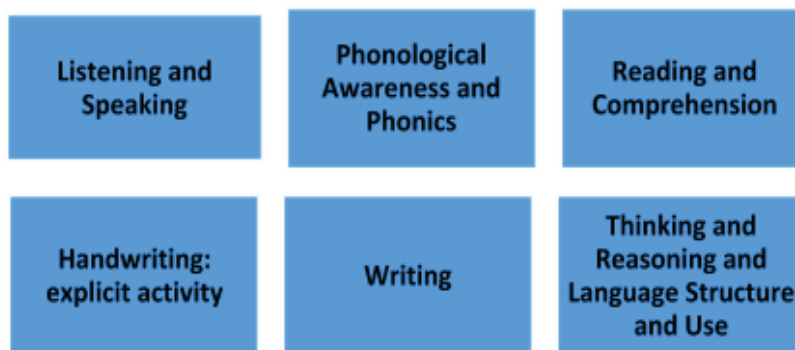 Listening and
Speaking
Phonological
Awareness and
Phonics
Reading and
Comprehension
Handwriting:
explicit activity
Writing
Thinking and
Reasoning and
Language Structure
and Use